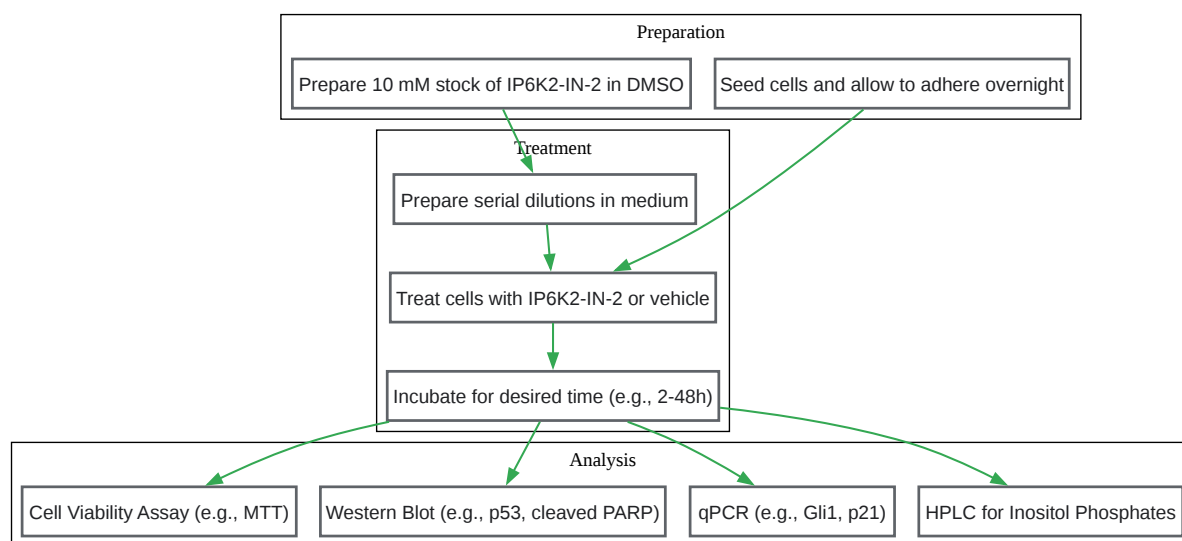 Preparation
Prepare 10 mM stock of IP6K2-IN-2 in DMSO
Seed cells and allow to adhere overnight
Treatment
Prepare serial dilutions in medium
Treat cells with IP6K2-IN-2 or vehicle
Incubate for desired time (e.g., 2-48h)
Analysis
Cell Viability Assay (e.g., MTT)
Western Blot (e.g., p53, cleaved PARP)
qPCR (e.g., Gli1, p21)
HPLC for Inositol Phosphates